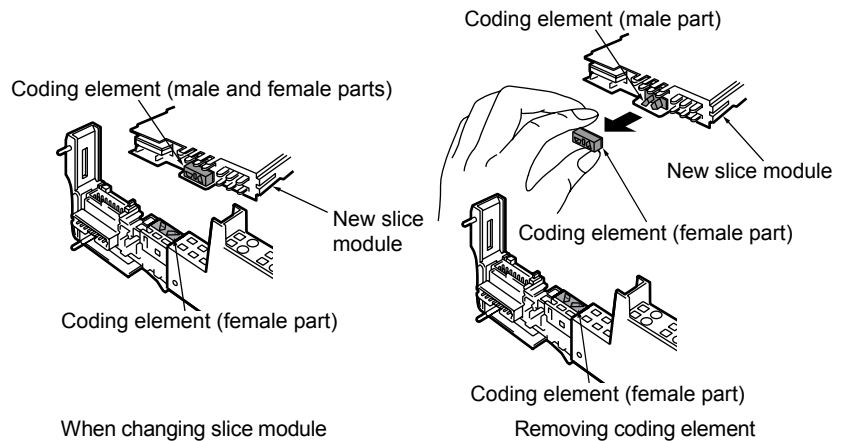 Coding element (male and female parts)
New slice
module
Coding element (female part)
When changing slice module
Coding element (male part)
New slice module
Coding element (female part)
Coding element (female part)
Removing coding element